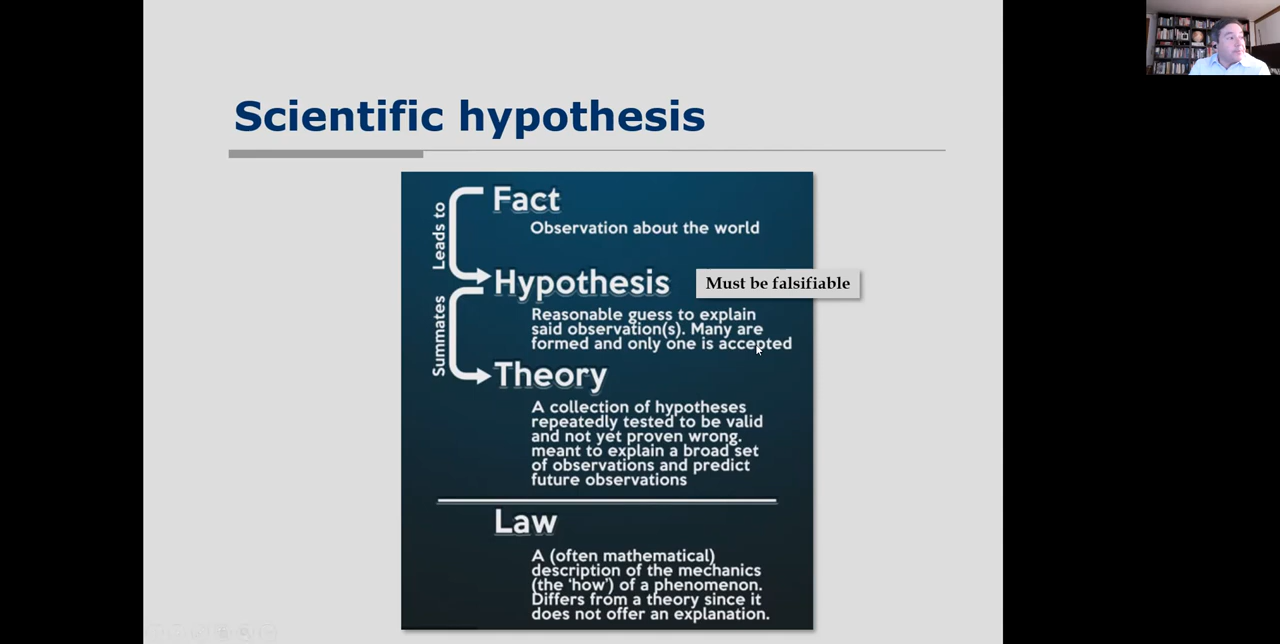 Scientific hypothesis
Leads to
Fact
Observation about the world
Hypothesis
Must be falsifiable
Summates
Reasonable guess to explain
said observation(s). Many are
formed and only one is accepted
Theory
A collection of hypotheses
repeatedly tested to be valid
and not yet proven wrong.
meant to explain a broad set
of observations and predict
future observations
Law
A (often mathematical)
description of the mechanics
(the 'how') of a phenomenon.
Differs from a theory since it
does not offer an explanation.